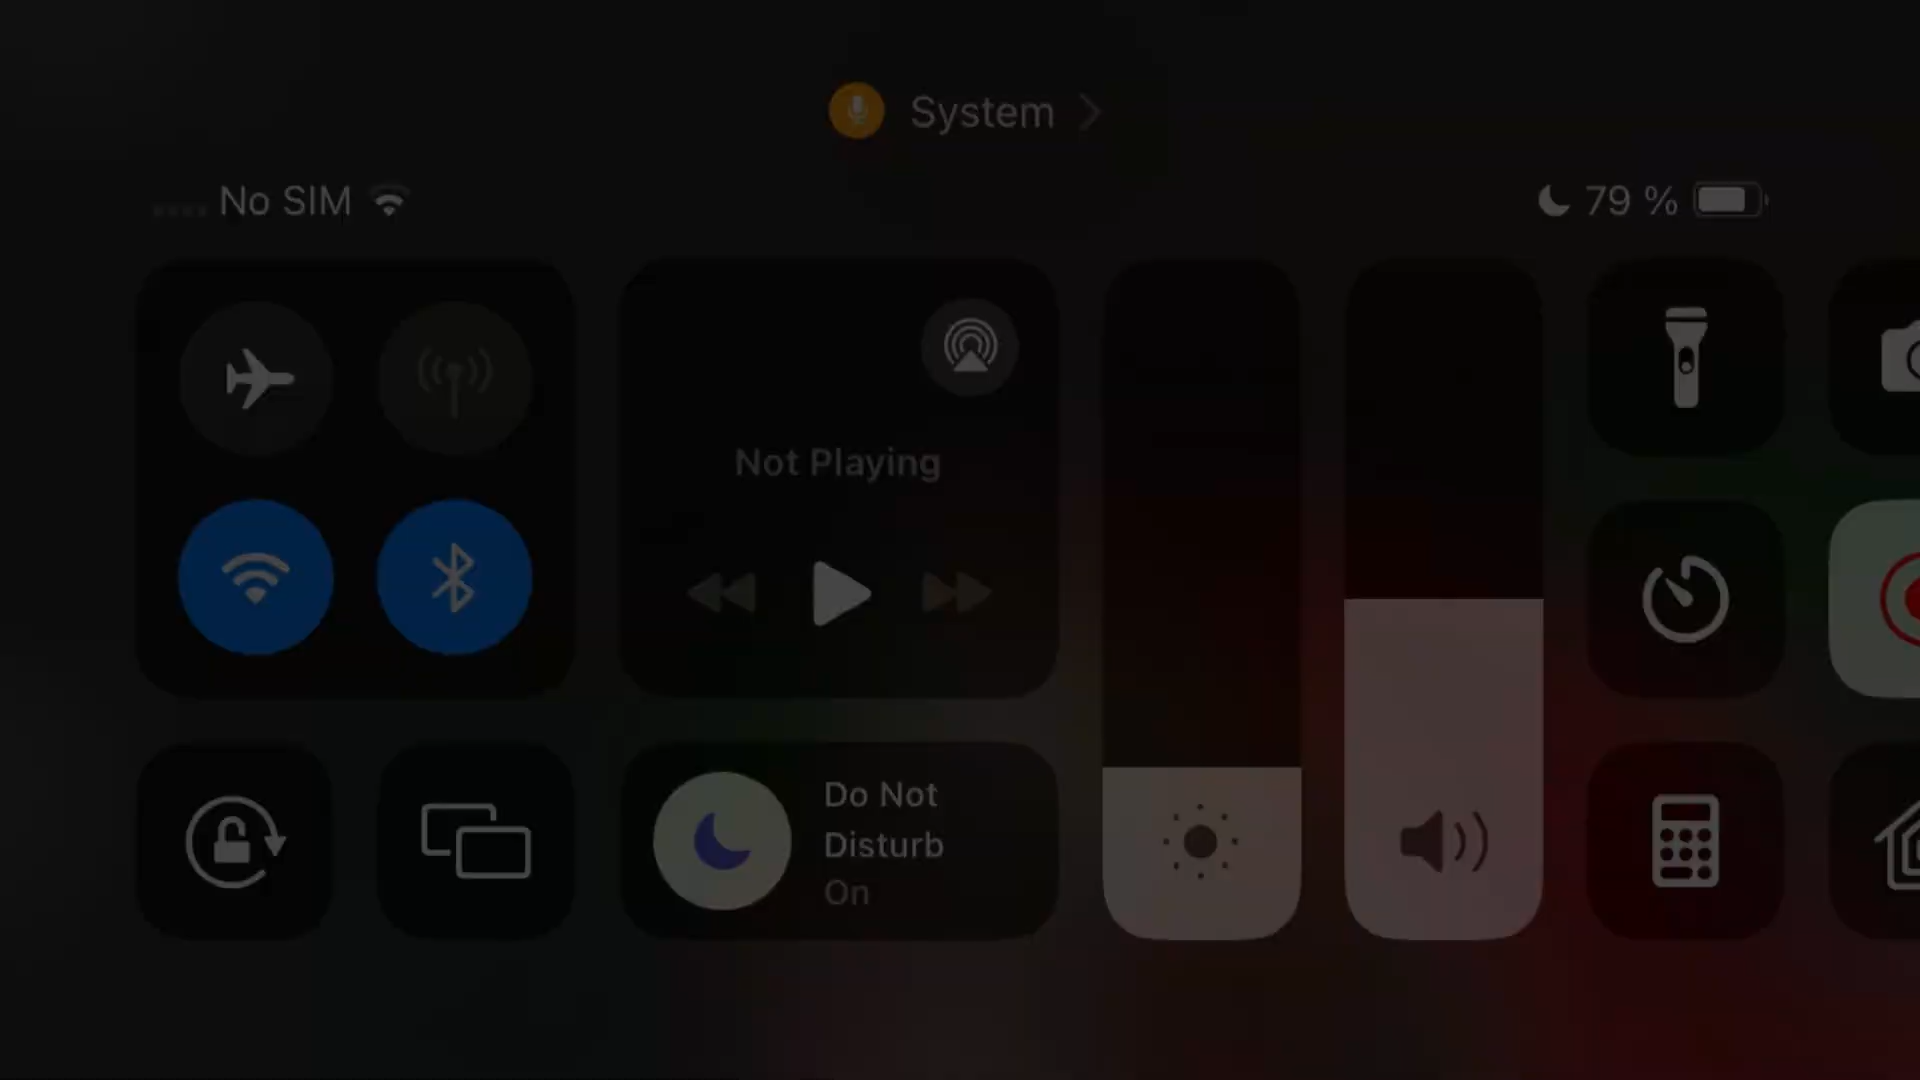 System
No SIM
79 %
Not Playing
Do Not
Disturb
On